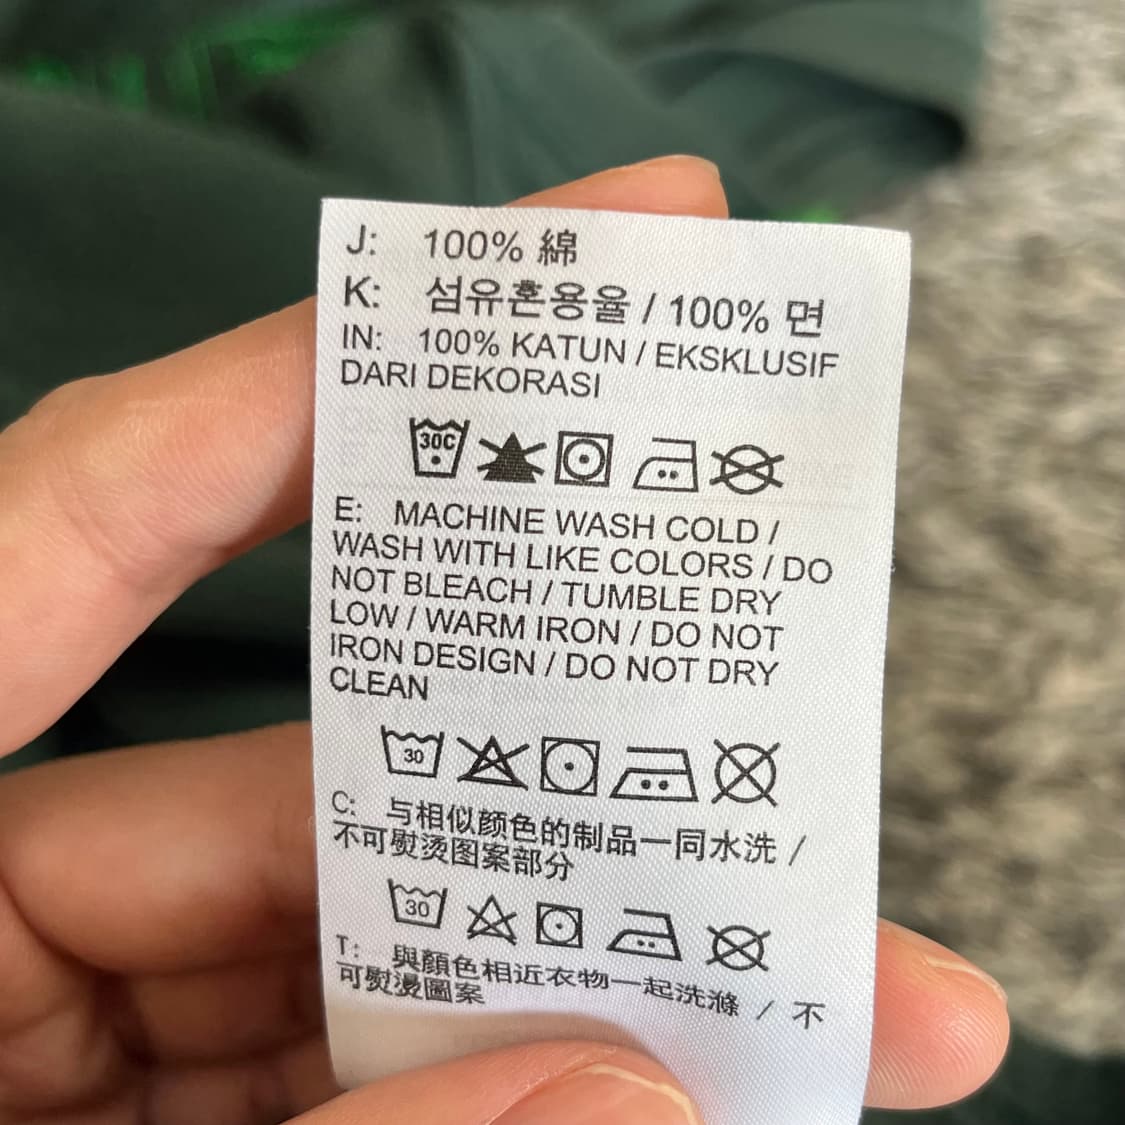 J: 100% 綿
K: 섬유혼용율 / 100% 면
IN: 100% KATUN / EKSKLUSIF
DARI DEKORASI
30C
E: MACHINE WASH COLD /
WASH WITH LIKE COLORS / DO
NOT BLEACH / TUMBLE DRY
LOW / WARM IRON / DO NOT
IRON DESIGN / DO NOT DRY
CLEAN
30
C: 与相似颜色的制品一同水洗 /
不可熨烫图案部分
30
T: 與顏色相近衣物一起洗滌 / 不
可熨燙圖案